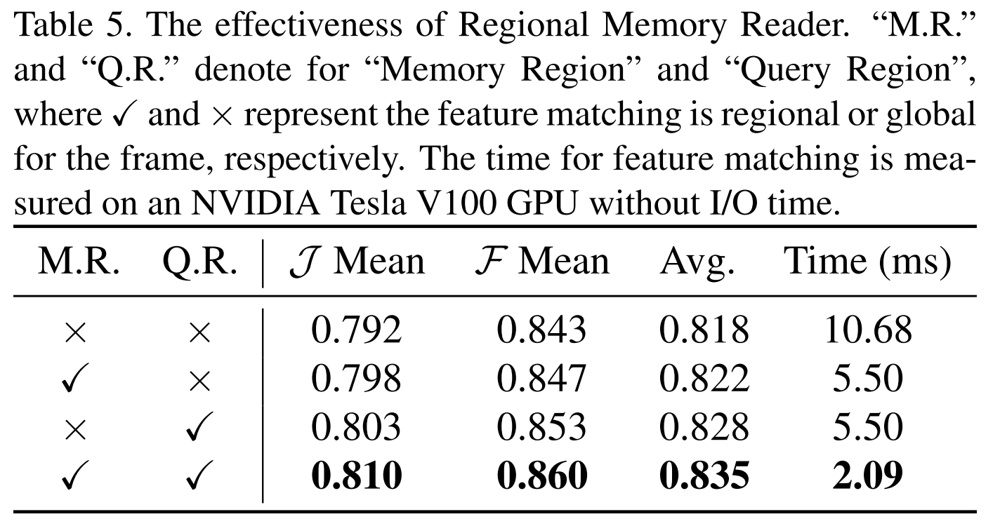 Table 5. The effectiveness of Regional Memory Reader. “M.R.”
and “Q.R.” denote for “Memory Region” and “Query Region”,
where ✓ and × represent the feature matching is regional or global
for the frame, respectively. The time for feature matching is mea-
sured on an NVIDIA Tesla V100 GPU without I/O time.
M.R. Q.R. 𝒥 Mean ℱ Mean Avg. Time (ms)
× × 0.792 0.843 0.818 10.68
✓ × 0.798 0.847 0.822 5.50
× ✓ 0.803 0.853 0.828 5.50
✓ ✓ 0.810 0.860 0.835 2.09